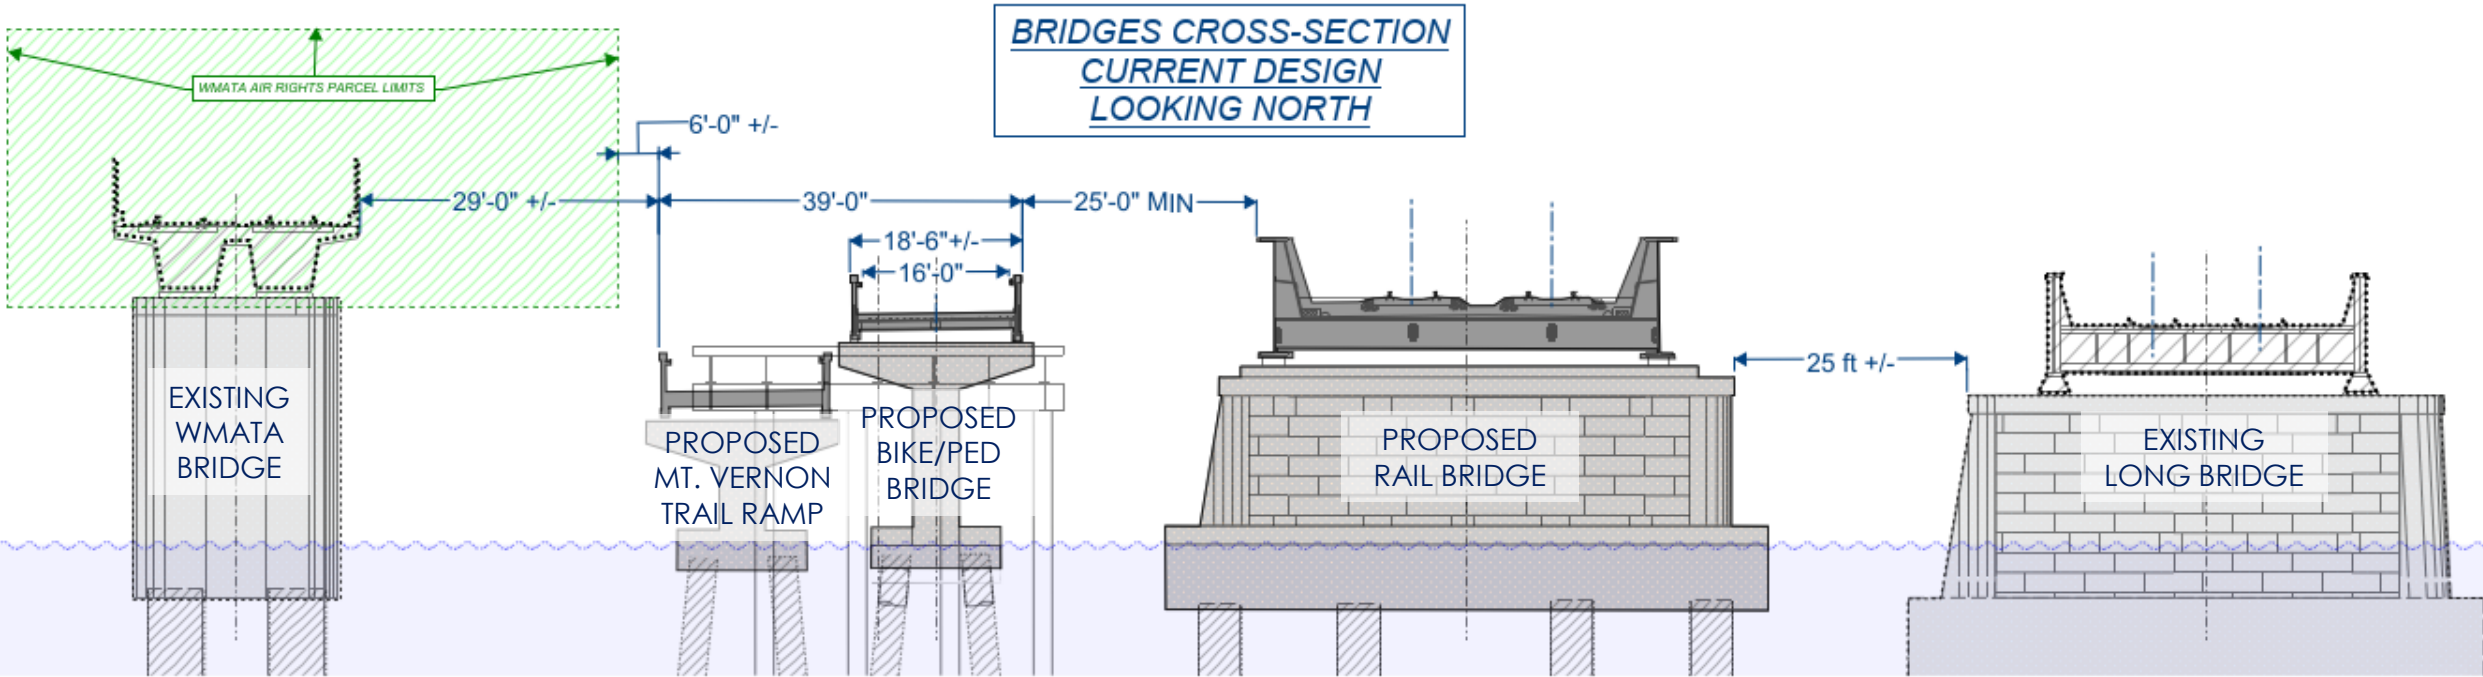 BRIDGES CROSS-SECTION
CURRENT DESIGN
LOOKING NORTH
WMATA AIR RIGHTS PARCEL LIMITS
6'-0" +/-
29'-0" +/-
39'-0"
25'-0" MIN
18'-6"+/-
16'-0"
25 ft +/-
EXISTING
WMATA
BRIDGE
PROPOSED
MT. VERNON
TRAIL RAMP
PROPOSED
BIKE/PED
BRIDGE
PROPOSED
RAIL BRIDGE
EXISTING
LONG BRIDGE